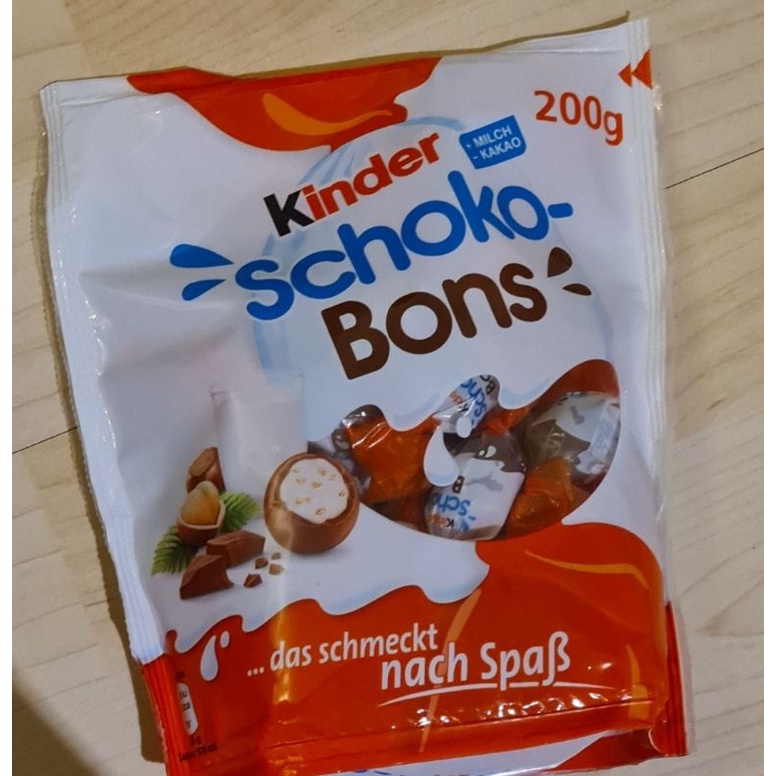 200g
+ MILCH
- KAKAO
Kinder
Schoko-
Bons
...das schmeckt
nach Spaß